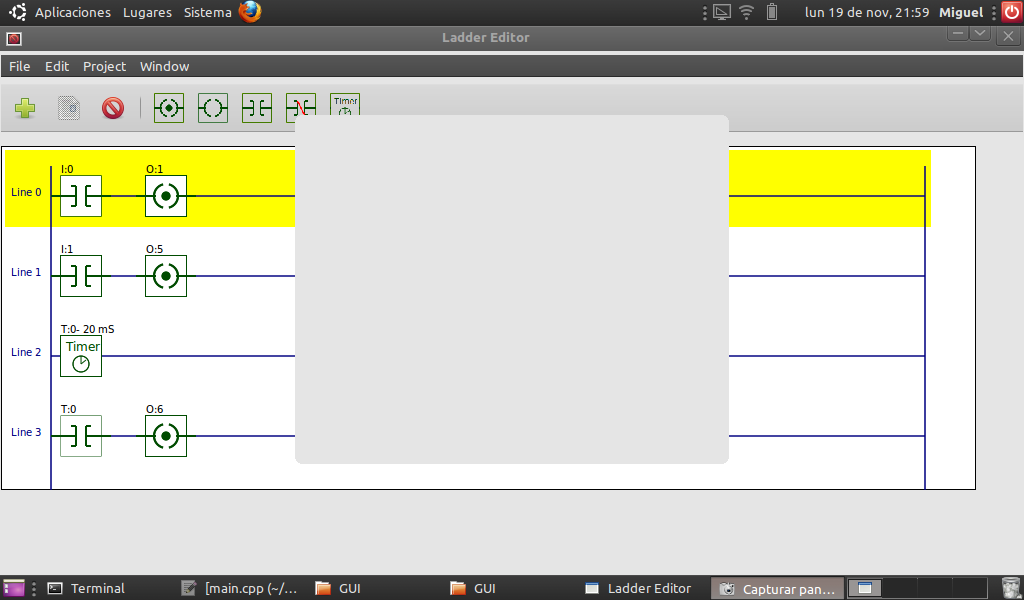 Aplicaciones Lugares Sistema lun 19 de nov, 21:59 Miguel
Ladder Editor
File Edit Project Window
Timer
I:0 O:1
Line 0
I:1 O:5
Line 1
T:0- 20 mS
Line 2 Timer
T:0 O:6
Line 3
Terminal [main.cpp (~/... GUI GUI Ladder Editor Capturar pan...